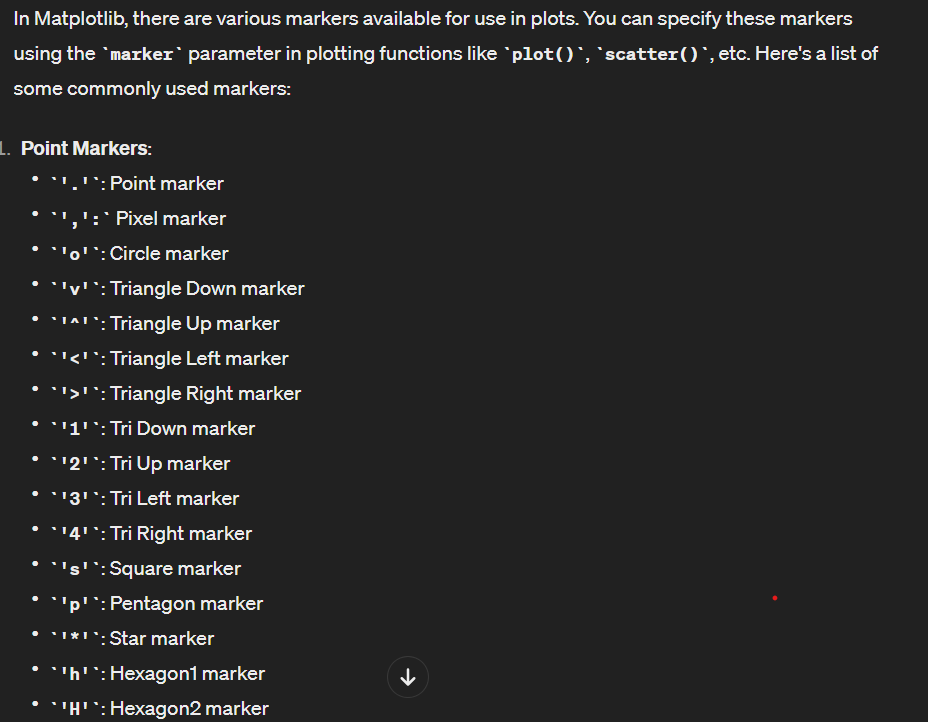 In Matplotlib, there are various markers available for use in plots. You can specify these markers
using the `marker` parameter in plotting functions like `plot()`, `scatter()`, etc. Here's a list of
some commonly used markers:
1. Point Markers:
• `'.'`: Point marker
• `',':` Pixel marker
• `'o'`: Circle marker
• `'v'`: Triangle Down marker
• `'^'`: Triangle Up marker
• `'<'`: Triangle Left marker
• `'>'`: Triangle Right marker
• `'1'`: Tri Down marker
• `'2'`: Tri Up marker
• `'3'`: Tri Left marker
• `'4'`: Tri Right marker
• `'s'`: Square marker
• `'p'`: Pentagon marker
• `'*'`: Star marker
• `'h'`: Hexagon1 marker
• `'H'`: Hexagon2 marker